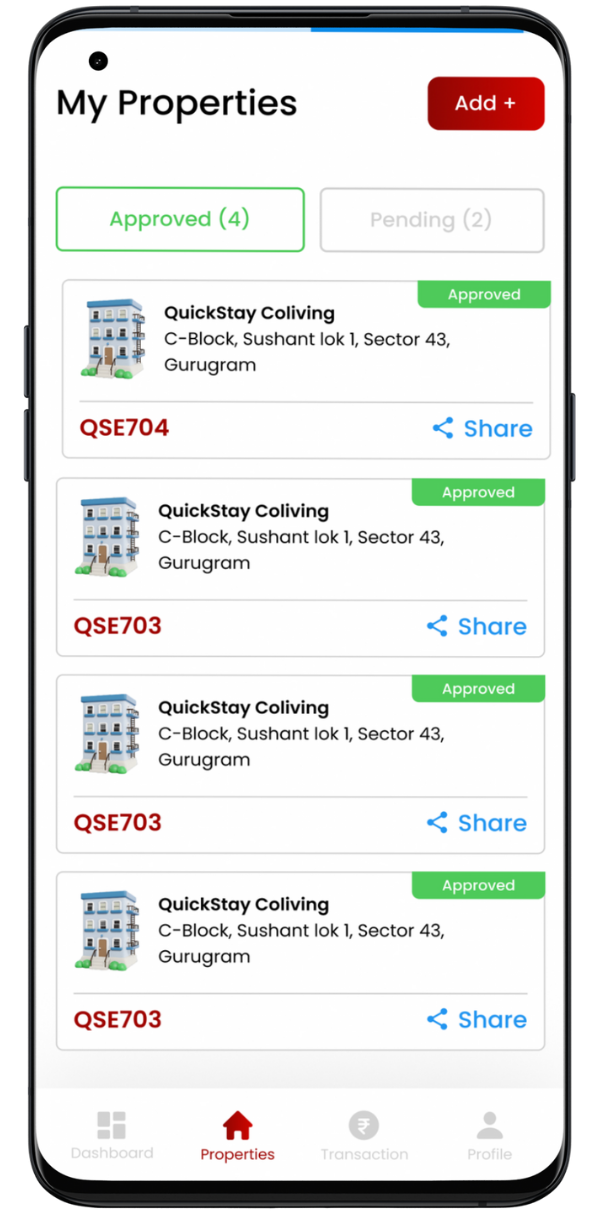 My Properties
Add +
Approved (4)
Pending (2)
Approved
QuickStay Coliving
C-Block, Sushant lok 1, Sector 43,
Gurugram
QSE704
Share
Approved
QuickStay Coliving
C-Block, Sushant lok 1, Sector 43,
Gurugram
QSE703
Share
Approved
QuickStay Coliving
C-Block, Sushant lok 1, Sector 43,
Gurugram
QSE703
Share
Approved
QuickStay Coliving
C-Block, Sushant lok 1, Sector 43,
Gurugram
QSE703
Share
₹
Dashboard
Properties
Transaction
Profile